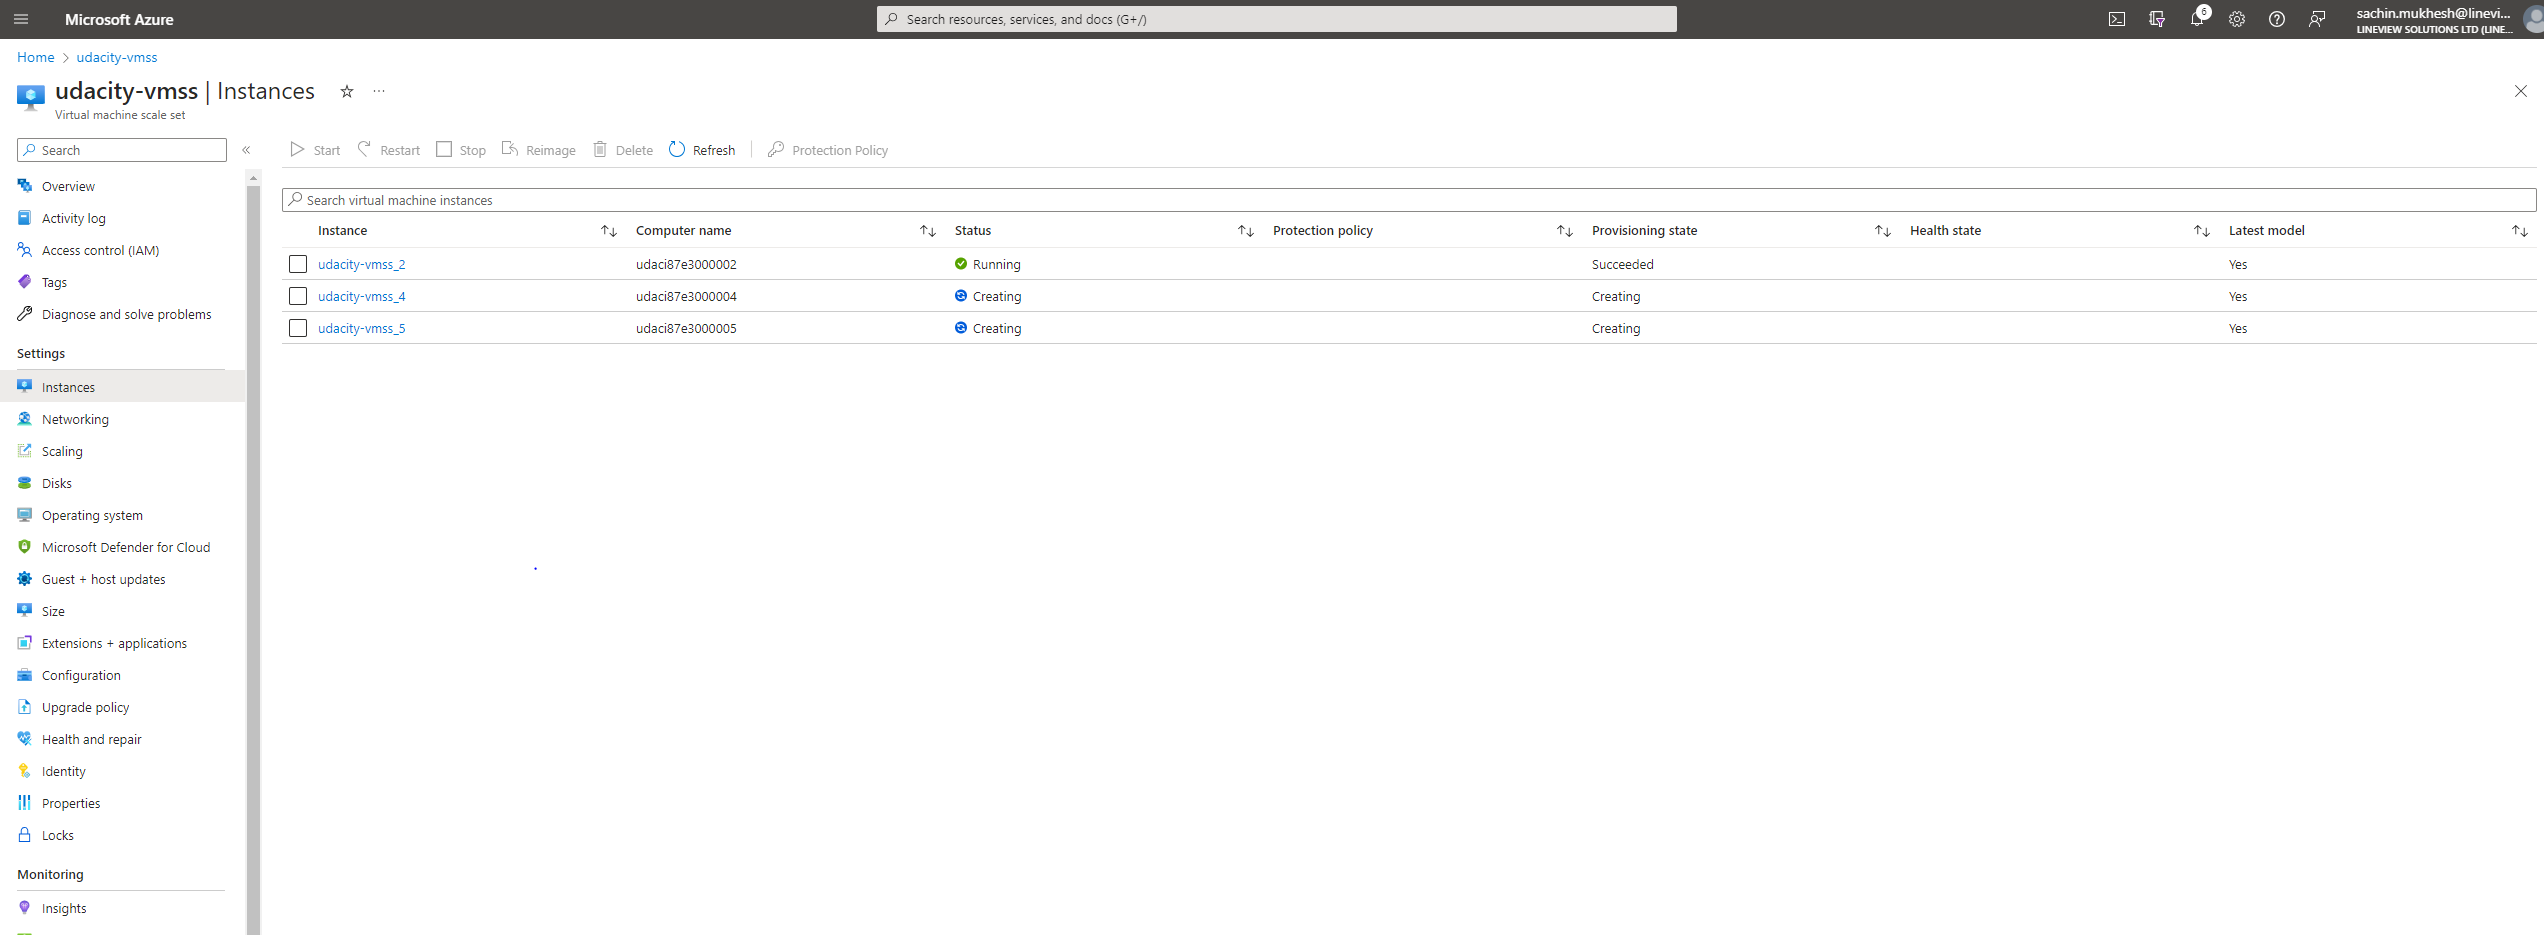 Microsoft Azure
Search resources, services, and docs (G+/)
6
sachin.mukhesh@linevi...
LINEVIEW SOLUTIONS LTD (LINE...
Home > udacity-vmss
udacity-vmss | Instances
Virtual machine scale set
Search
Start Restart Stop Reimage Delete Refresh Protection Policy
Search virtual machine instances
Instance Computer name Status Protection policy Provisioning state Health state Latest model
udacity-vmss_2 udaci87e3000002 Running Succeeded Yes
udacity-vmss_4 udaci87e3000004 Creating Creating Yes
udacity-vmss_5 udaci87e3000005 Creating Creating Yes
Overview
Activity log
Access control (IAM)
Tags
Diagnose and solve problems
Settings
Instances
Networking
Scaling
Disks
Operating system
Microsoft Defender for Cloud
Guest + host updates
Size
Extensions + applications
Configuration
Upgrade policy
Health and repair
Identity
Properties
Locks
Monitoring
Insights